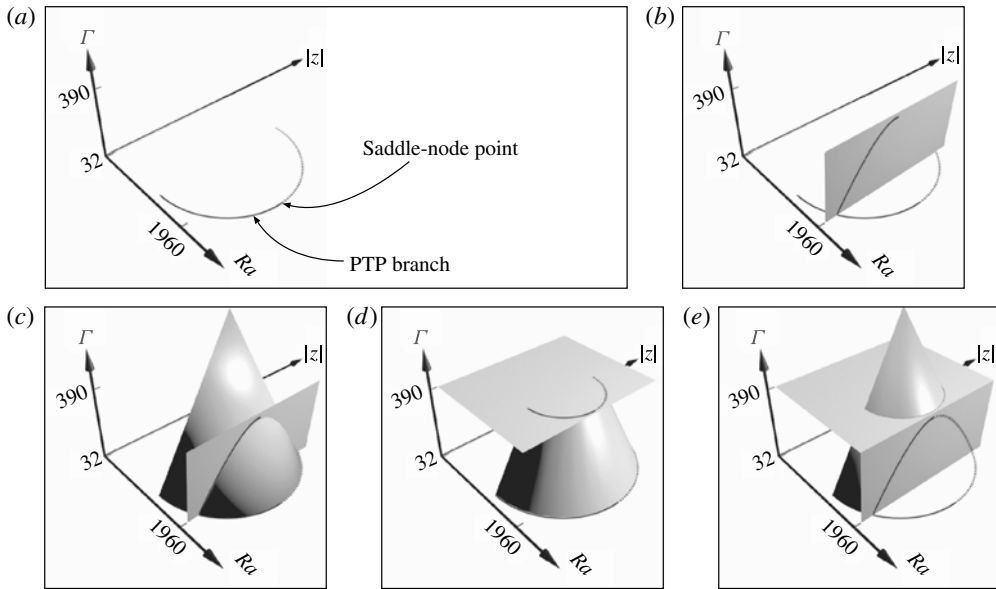 (a)
Γ
|z|
390
32
1960
Ra
Saddle-node point
PTP branch
(b)
Γ
|z|
390
32
1960
Ra
(c)
Γ
|z|
390
32
1960
Ra
(d)
Γ
|z|
390
32
1960
Ra
(e)
Γ
|z|
390
32
1960
Ra